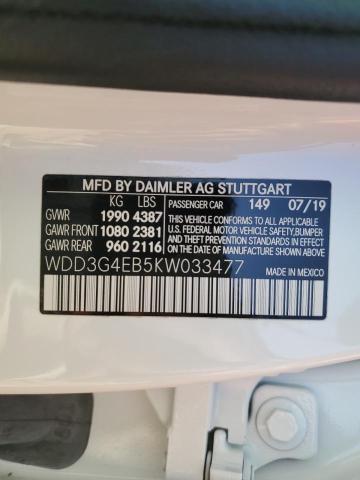 MFD BY DAIMLER AG STUTTGART
KG LBS
PASSENGER CAR 149 07/19
GVWR 1990 4387
GAWR FRONT 1080 2381
GAWR REAR 960 2116
THIS VEHICLE CONFORMS TO ALL APPLICABLE
U.S. FEDERAL MOTOR VEHICLE SAFETY, BUMPER
AND THEFT PREVENTION STANDARDS IN EFFECT
ON THE DATE OF MANUFACTURE SHOWN ABOVE.
WDD3G4EB5KW033477
MADE IN MEXICO